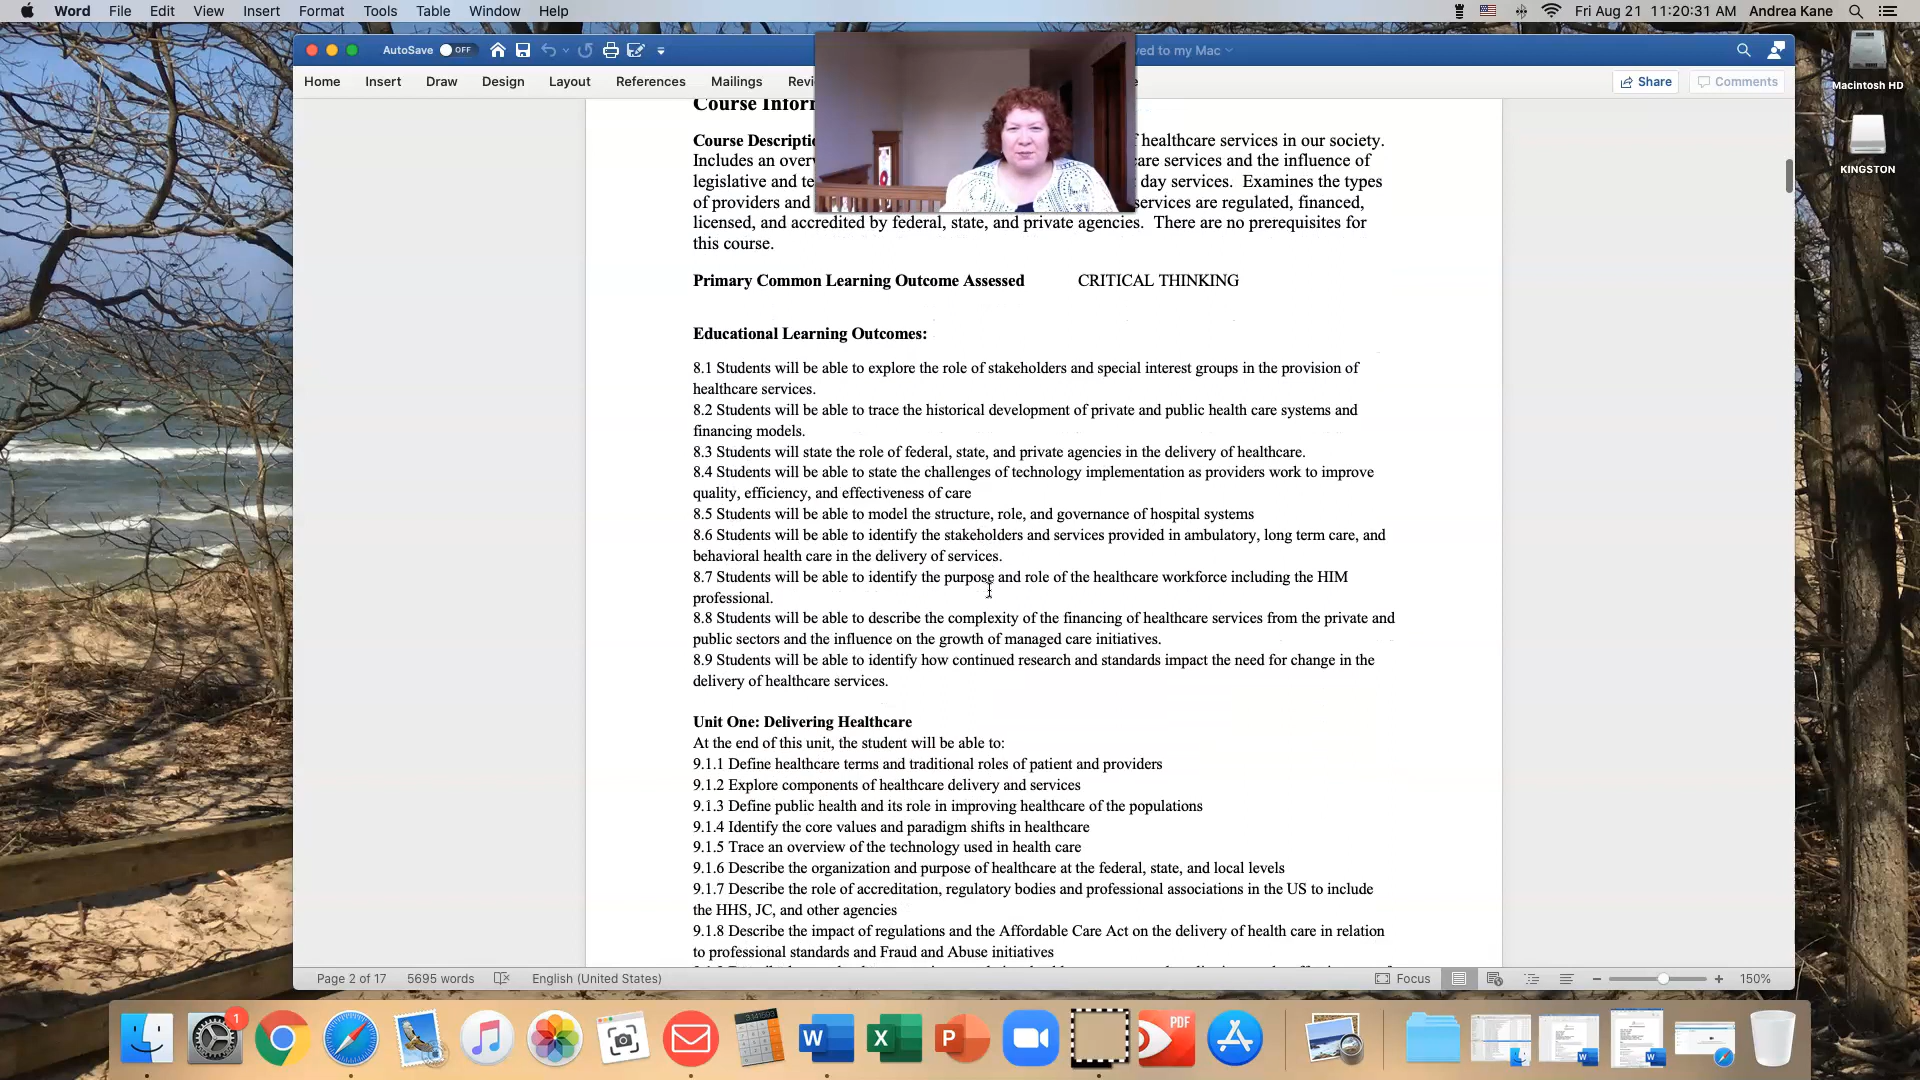 Word File Edit View Insert Format Tools Table Window Help Fri Aug 21 11:20:31 AM Andrea Kane
AutoSave OFF ved to my Mac
Home Insert Draw Design Layout References Mailings Share Comments
Macintosh HD
KINGSTON
Course
Course f healthcare services in our society.
Includes an care services and the influence of
legislative and day services. Examines the types
of providers and services are regulated, financed,
licensed, and accredited by federal, state, and private agencies. There are no prerequisites for
this course.
Primary Common Learning Outcome Assessed CRITICAL THINKING
Educational Learning Outcomes:
8.1 Students will be able to explore the role of stakeholders and special interest groups in the provision of
healthcare services.
8.2 Students will be able to trace the historical development of private and public health care systems and
financing models.
8.3 Students will state the role of federal, state, and private agencies in the delivery of healthcare.
8.4 Students will be able to state the challenges of technology implementation as providers work to improve
quality, efficiency, and effectiveness of care
8.5 Students will be able to model the structure, role, and governance of hospital systems
8.6 Students will be able to identify the stakeholders and services provided in ambulatory, long term care, and
behavioral health care in the delivery of services.
8.7 Students will be able to identify the purpose and role of the healthcare workforce including the HIM
professional.
8.8 Students will be able to describe the complexity of the financing of healthcare services from the private and
public sectors and the influence on the growth of managed care initiatives.
8.9 Students will be able to identify how continued research and standards impact the need for change in the
delivery of healthcare services.
Unit One: Delivering Healthcare
At the end of this unit, the student will be able to:
9.1.1 Define healthcare terms and traditional roles of patient and providers
9.1.2 Explore components of healthcare delivery and services
9.1.3 Define public health and its role in improving healthcare of the populations
9.1.4 Identify the core values and paradigm shifts in healthcare
9.1.5 Trace an overview of the technology used in health care
9.1.6 Describe the organization and purpose of healthcare at the federal, state, and local levels
9.1.7 Describe the role of accreditation, regulatory bodies and professional associations in the US to include
the HHS, JC, and other agencies
9.1.8 Describe the impact of regulations and the Affordable Care Act on the delivery of health care in relation
to professional standards and Fraud and Abuse initiatives
Page 2 of 17 5695 words English (United States) Focus 150%
1
W X P PDF